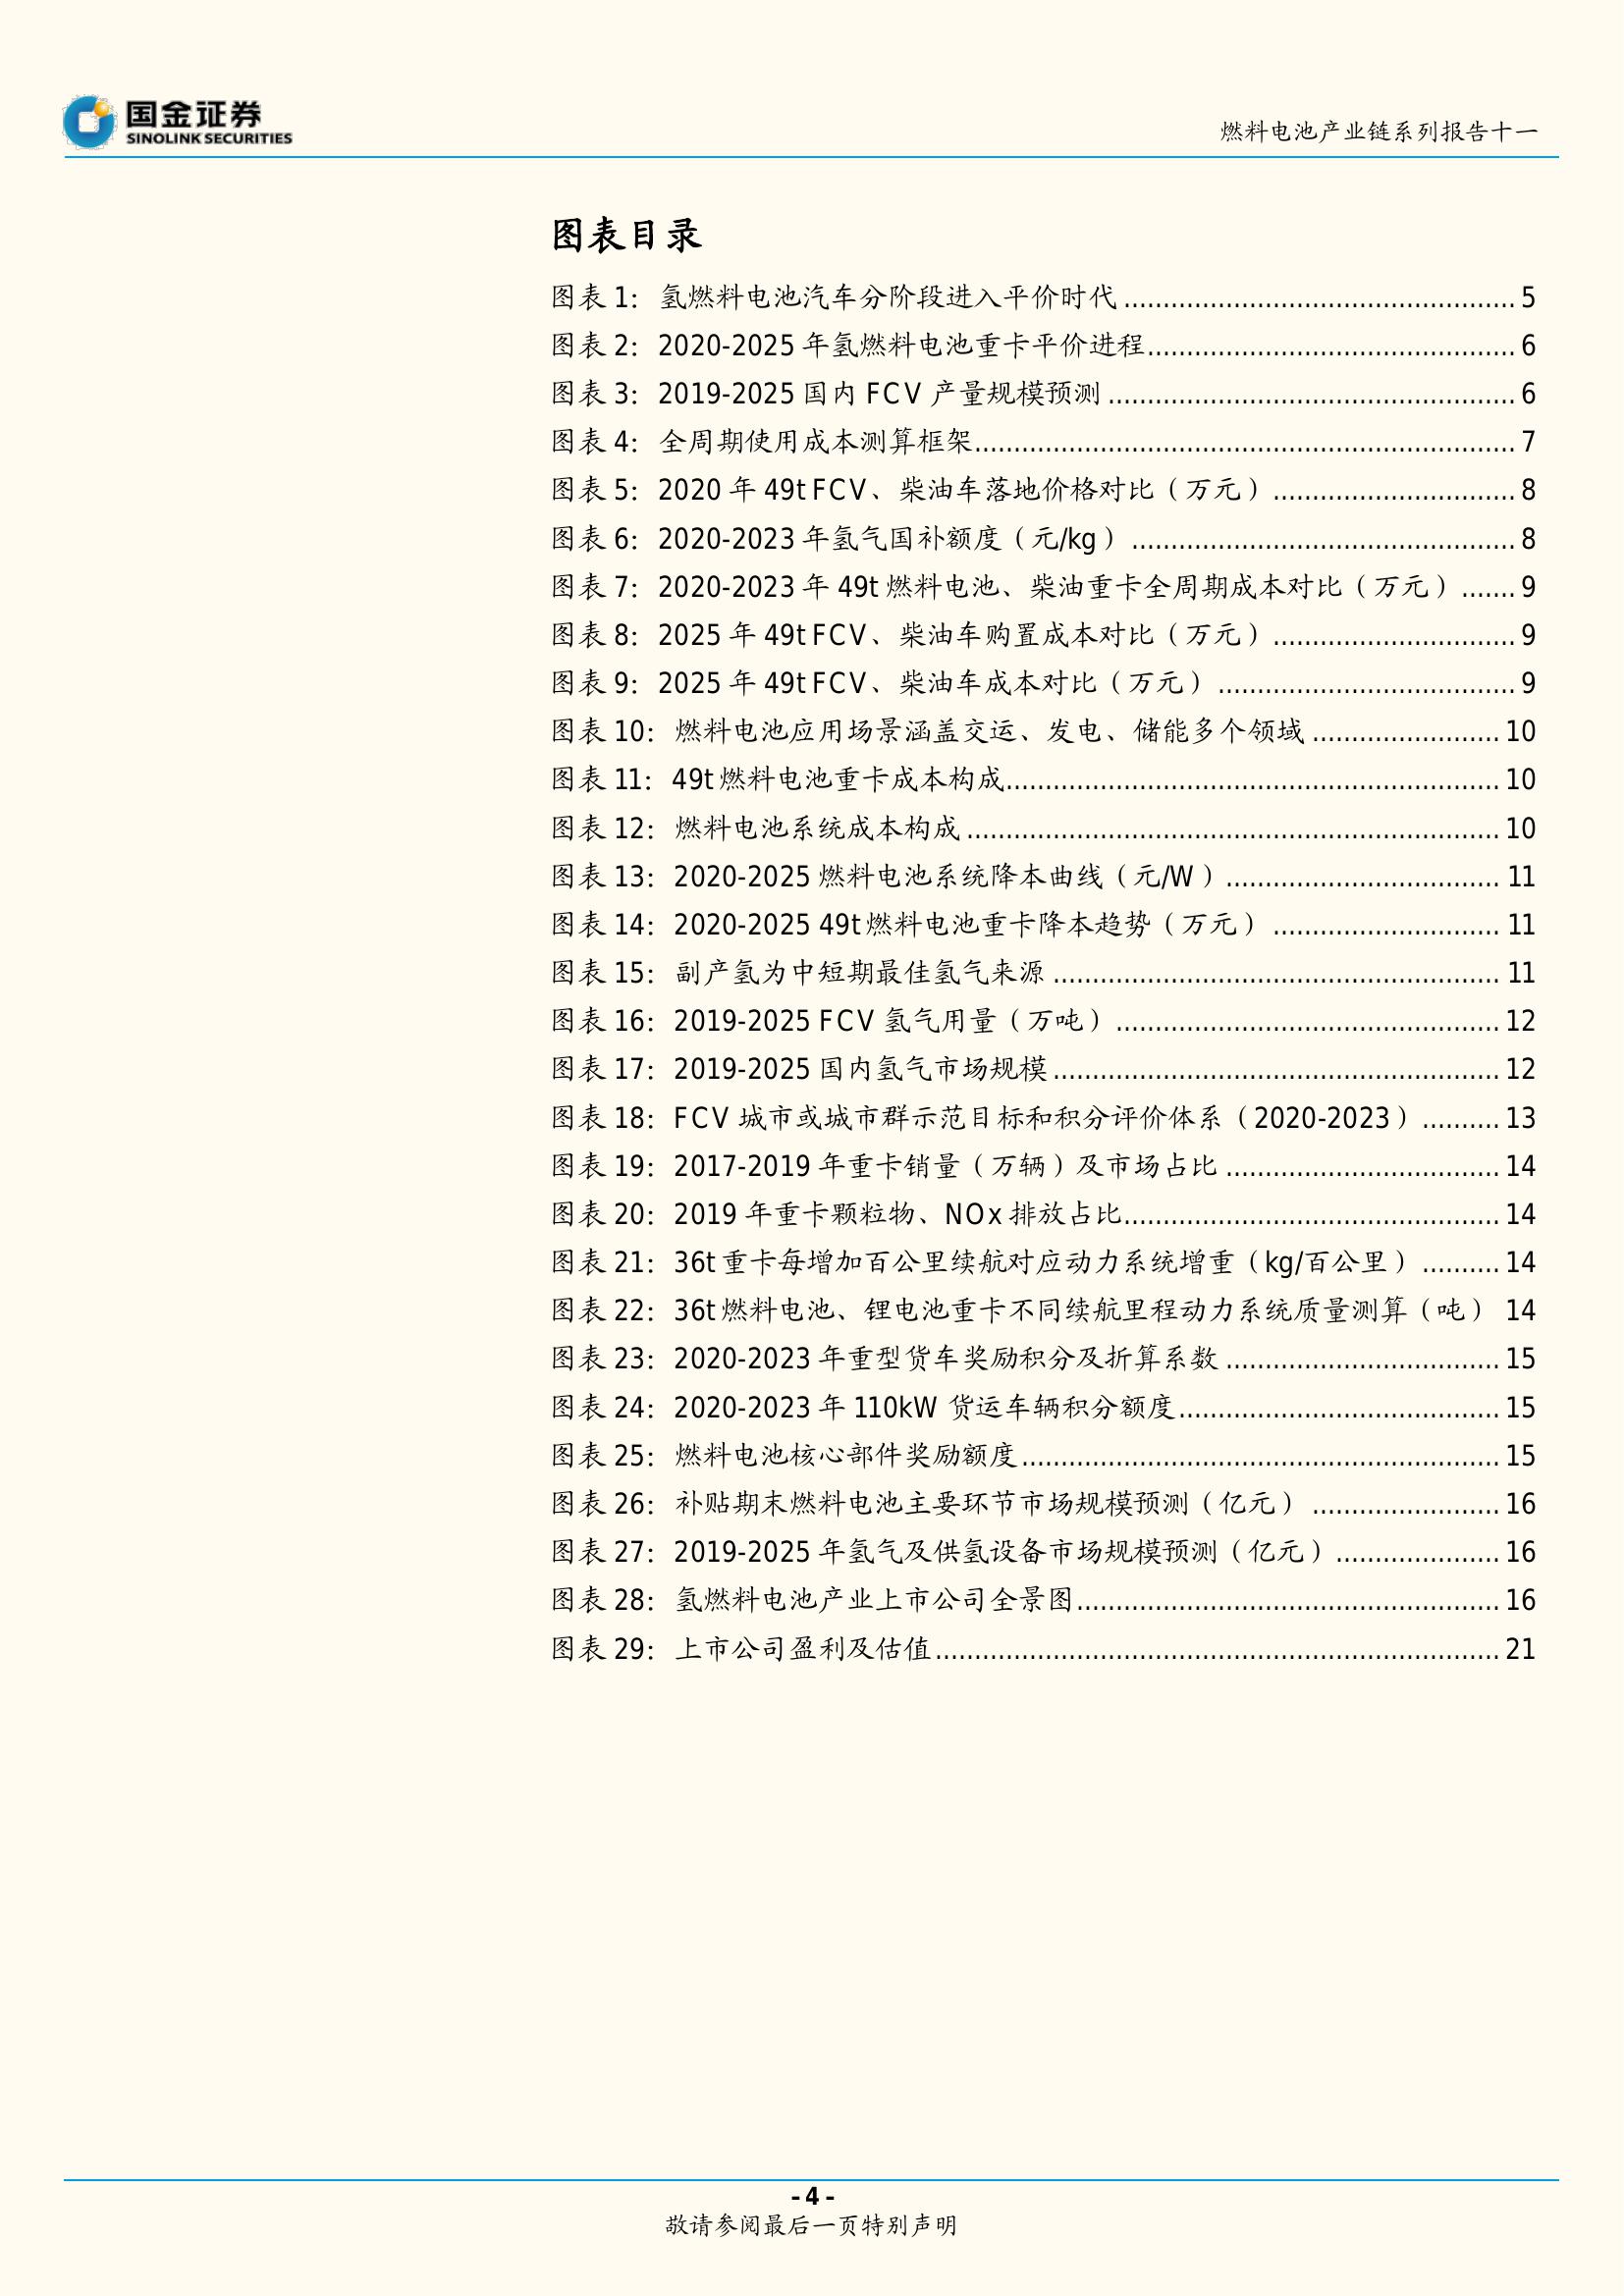 国金证券
SINOLINK SECURITIES
燃料电池产业链系列报告十一
图表目录
图表 1：氢燃料电池汽车分阶段进入平价时代 .................................................. 5
图表 2：2020-2025 年氢燃料电池重卡平价进程............................................... 6
图表 3：2019-2025 国内 FCV 产量规模预测 .................................................... 6
图表 4：全周期使用成本测算框架..................................................................... 7
图表 5：2020 年 49t FCV、柴油车落地价格对比（万元） ............................... 8
图表 6：2020-2023 年氢气国补额度（元/kg） ................................................. 8
图表 7：2020-2023 年 49t 燃料电池、柴油重卡全周期成本对比（万元） ....... 9
图表 8：2025 年 49t FCV、柴油车购置成本对比（万元） ............................... 9
图表 9：2025 年 49t FCV、柴油车成本对比（万元） ...................................... 9
图表 10：燃料电池应用场景涵盖交运、发电、储能多个领域 ........................ 10
图表 11：49t 燃料电池重卡成本构成............................................................... 10
图表 12：燃料电池系统成本构成 .................................................................... 10
图表 13：2020-2025 燃料电池系统降本曲线（元/W）................................... 11
图表 14：2020-2025 49t 燃料电池重卡降本趋势（万元） ............................. 11
图表 15：副产氢为中短期最佳氢气来源 ......................................................... 11
图表 16：2019-2025 FCV 氢气用量（万吨） ................................................. 12
图表 17：2019-2025 国内氢气市场规模 ......................................................... 12
图表 18：FCV 城市或城市群示范目标和积分评价体系（2020-2023） .......... 13
图表 19：2017-2019 年重卡销量（万辆）及市场占比 ................................... 14
图表 20：2019 年重卡颗粒物、NOx 排放占比................................................ 14
图表 21：36t 重卡每增加百公里续航对应动力系统增重（kg/百公里） .......... 14
图表 22：36t 燃料电池、锂电池重卡不同续航里程动力系统质量测算（吨） 14
图表 23：2020-2023 年重型货车奖励积分及折算系数 ................................... 15
图表 24：2020-2023 年 110kW 货运车辆积分额度......................................... 15
图表 25：燃料电池核心部件奖励额度............................................................. 15
图表 26：补贴期末燃料电池主要环节市场规模预测（亿元） ........................ 16
图表 27：2019-2025 年氢气及供氢设备市场规模预测（亿元）..................... 16
图表 28：氢燃料电池产业上市公司全景图...................................................... 16
图表 29：上市公司盈利及估值........................................................................ 21
- 4 -
敬请参阅最后一页特别声明